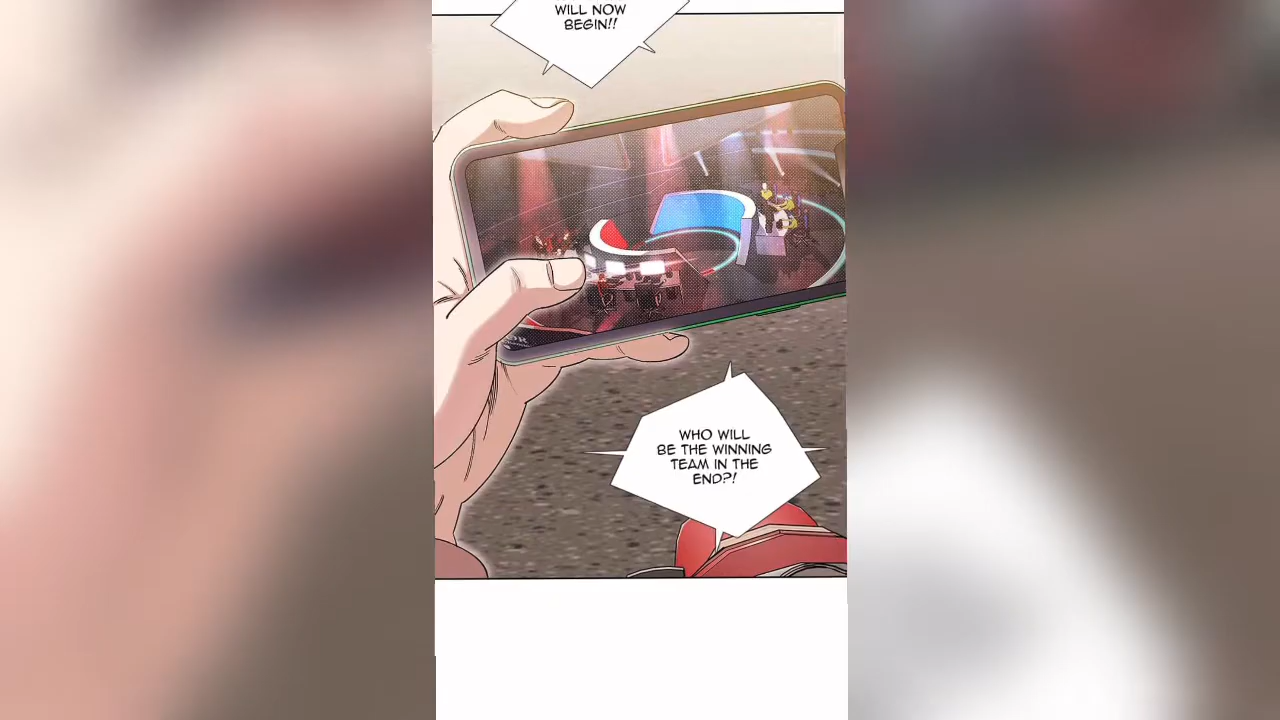 WILL NOW
BEGIN!!
WHO WILL
BE THE WINNING
TEAM IN THE
END?!